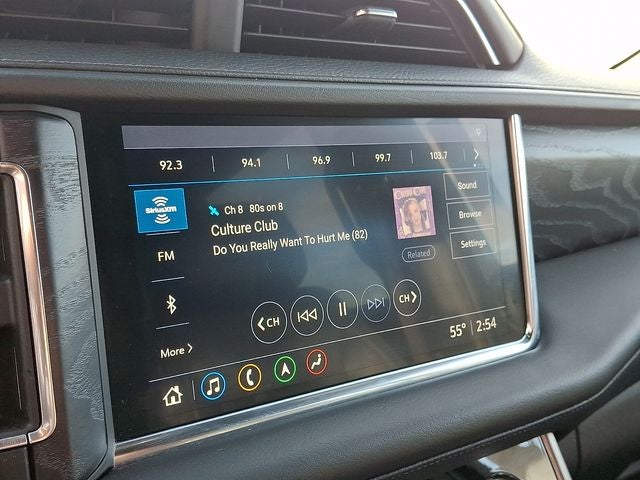 92.3 94.1 96.9 99.7 103.7
SiriusXM
Ch 8 80s on 8
Culture Club
Do You Really Want To Hurt Me (82)
Related
Sound
Browse
Settings
FM
More
CH
CH
55° 2:54